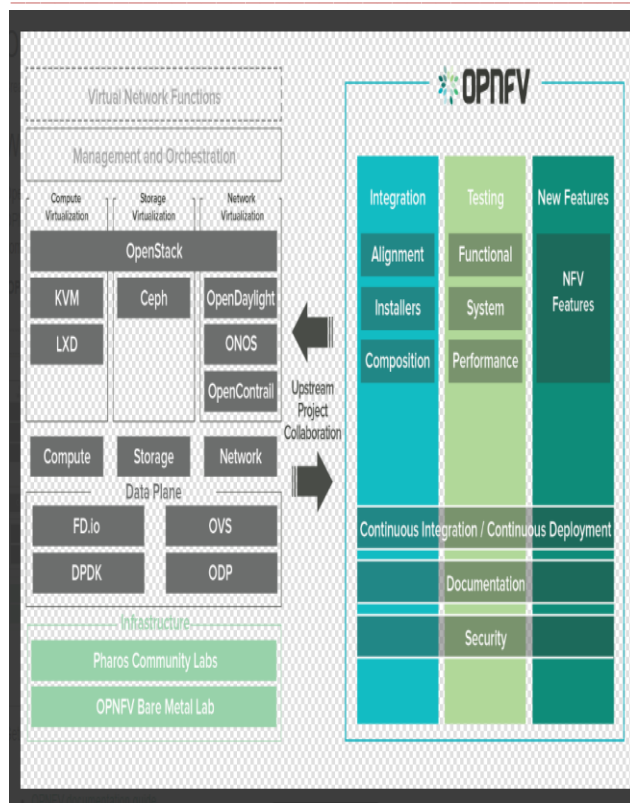 Virtual Network Functions
Management and Orchestration
Compute
Virtualization
Storage
Virtualization
Network
Virtualization
OpenStack
KVM
Ceph
OpenDaylight
LXD
ONOS
OpenContrail
Compute
Storage
Network
Data Plane
FD.io
OVS
DPDK
ODP
Infrastructure
Pharos Community Labs
OPNFV Bare Metal Lab
Upstream
Project
Collaboration
OPNFV
Integration
Testing
New Features
Alignment
Functional
NFV
Features
Installers
System
Composition
Performance
Continuous Integration / Continuous Deployment
Documentation
Security